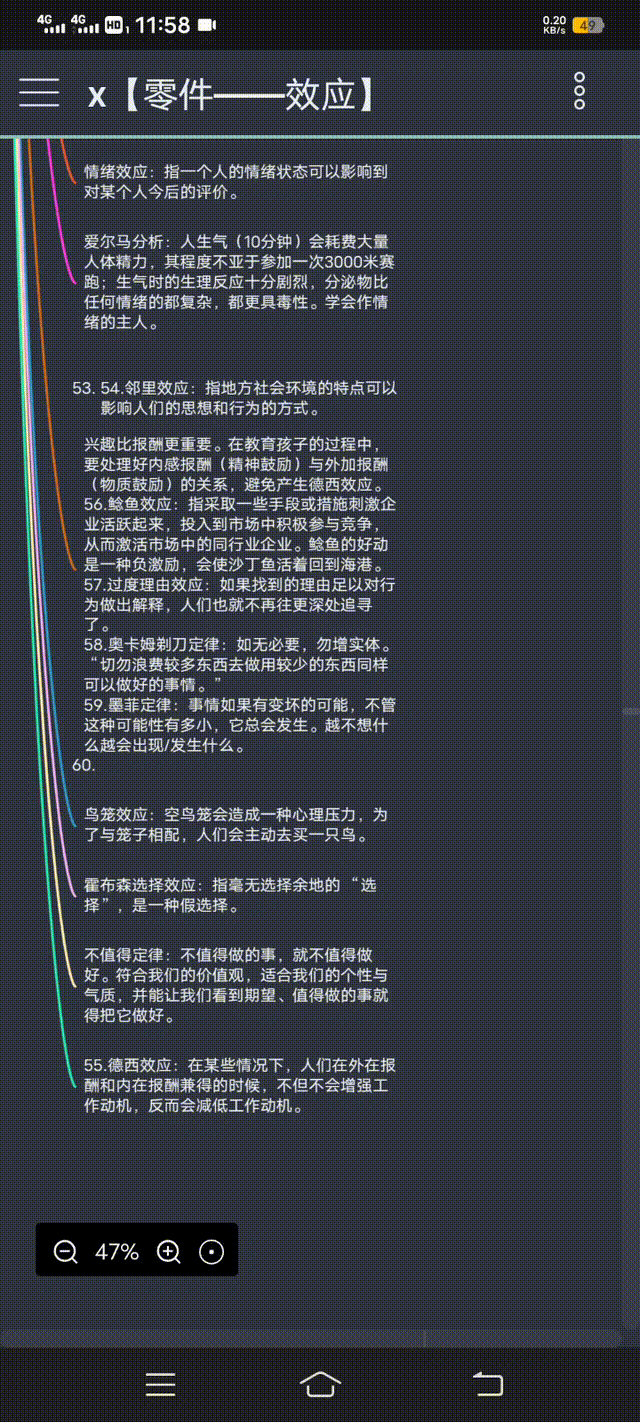 4G 4G HD 1 11:58 0.20 KB/s 49
x【零件——效应】
情绪效应：指一个人的情绪状态可以影响到
对某个人今后的评价。
爱尔马分析：人生气（10分钟）会耗费大量
人体精力，其程度不亚于参加一次3000米赛
跑；生气时的生理反应十分剧烈，分泌物比
任何情绪的都复杂，都更具毒性。学会作情
绪的主人。
53. 54.邻里效应：指地方社会环境的特点可以
影响人们的思想和行为的方式。
兴趣比报酬更重要。在教育孩子的过程中，
要处理好内感报酬（精神鼓励）与外加报酬
（物质鼓励）的关系，避免产生德西效应。
56.鲶鱼效应：指采取一些手段或措施刺激企
业活跃起来，投入到市场中积极参与竞争，
从而激活市场中的同行业企业。鲶鱼的好动
是一种负激励，会使沙丁鱼活着回到海港。
57.过度理由效应：如果找到的理由足以对行
为做出解释，人们也就不再往更深处追寻
了。
58.奥卡姆剃刀定律：如无必要，勿增实体。
“切勿浪费较多东西去做用较少的东西同样
可以做好的事情。”
59.墨菲定律：事情如果有变坏的可能，不管
这种可能性有多小，它总会发生。越不想什
么越会出现/发生什么。
60.
鸟笼效应：空鸟笼会造成一种心理压力，为
了与笼子相配，人们会主动去买一只鸟。
霍布森选择效应：指毫无选择余地的“选
择”，是一种假选择。
不值得定律：不值得做的事，就不值得做
好。符合我们的价值观，适合我们的个性与
气质，并能让我们看到期望、值得做的事就
得把它做好。
55.德西效应：在某些情况下，人们在外在报
酬和内在报酬兼得的时候，不但不会增强工
作动机，反而会减低工作动机。
47%